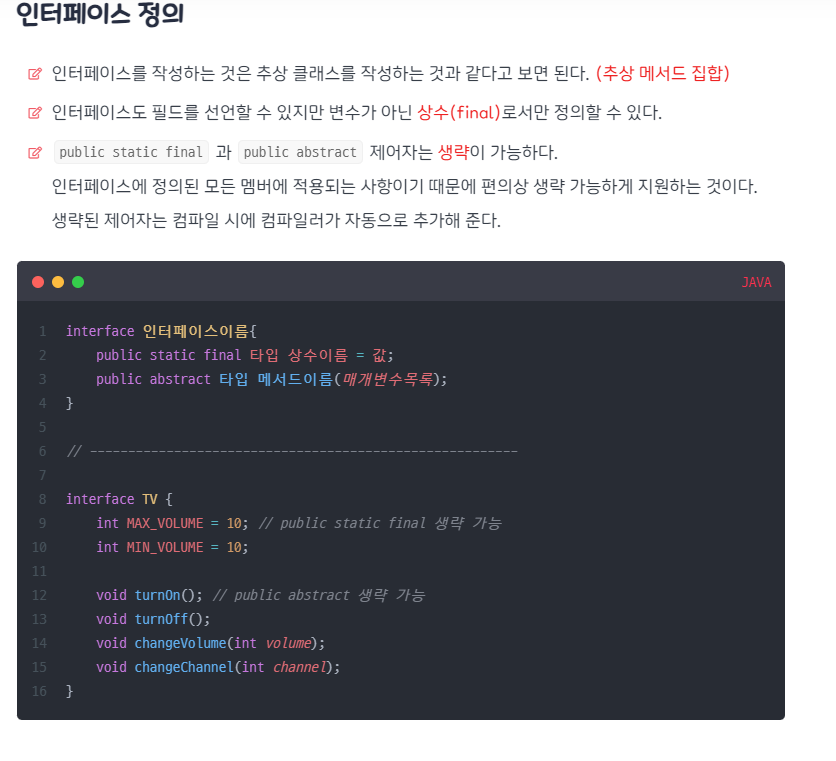 인터페이스 정의
인터페이스를 작성하는 것은 추상 클래스를 작성하는 것과 같다고 보면 된다. (추상 메서드 집합)
인터페이스도 필드를 선언할 수 있지만 변수가 아닌 상수(final)로서만 정의할 수 있다.
public static final 과 public abstract 제어자는 생략이 가능하다.
인터페이스에 정의된 모든 멤버에 적용되는 사항이기 때문에 편의상 생략 가능하게 지원하는 것이다.
생략된 제어자는 컴파일 시에 컴파일러가 자동으로 추가해 준다.
JAVA
1 interface 인터페이스이름{
2     public static final 타입 상수이름 = 값;
3     public abstract 타입 메서드이름(매개변수목록);
4 }
5
6 // --------------------------------------------------------
7
8 interface TV {
9     int MAX_VOLUME = 10; // public static final 생략 가능
10     int MIN_VOLUME = 10;
11
12     void turnOn(); // public abstract 생략 가능
13     void turnOff();
14     void changeVolume(int volume);
15     void changeChannel(int channel);
16 }